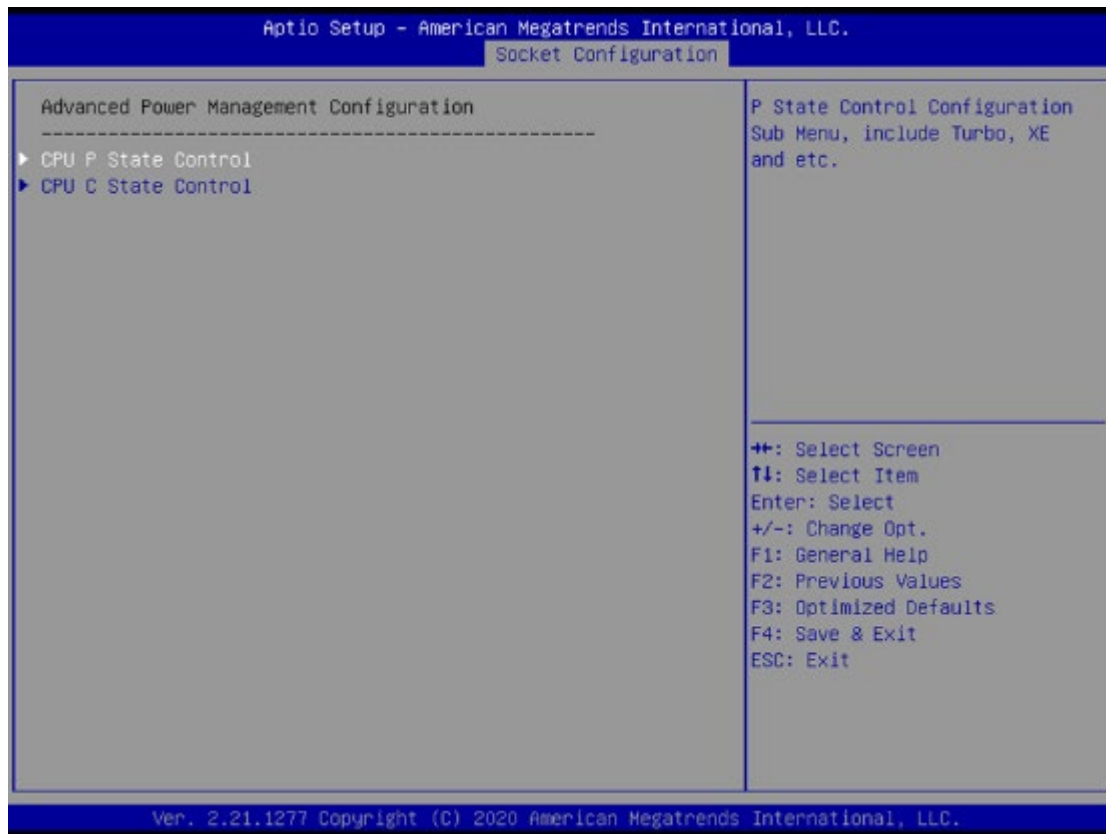 Aptio Setup – American Megatrends International, LLC.
Socket Configuration
Advanced Power Management Configuration
--------------------------------------------------
▶ CPU P State Control
▶ CPU C State Control
P State Control Configuration
Sub Menu, include Turbo, XE
and etc.
→←: Select Screen
↑↓: Select Item
Enter: Select
+/-: Change Opt.
F1: General Help
F2: Previous Values
F3: Optimized Defaults
F4: Save & Exit
ESC: Exit
Ver. 2.21.1277 Copyright (C) 2020 American Megatrends International, LLC.